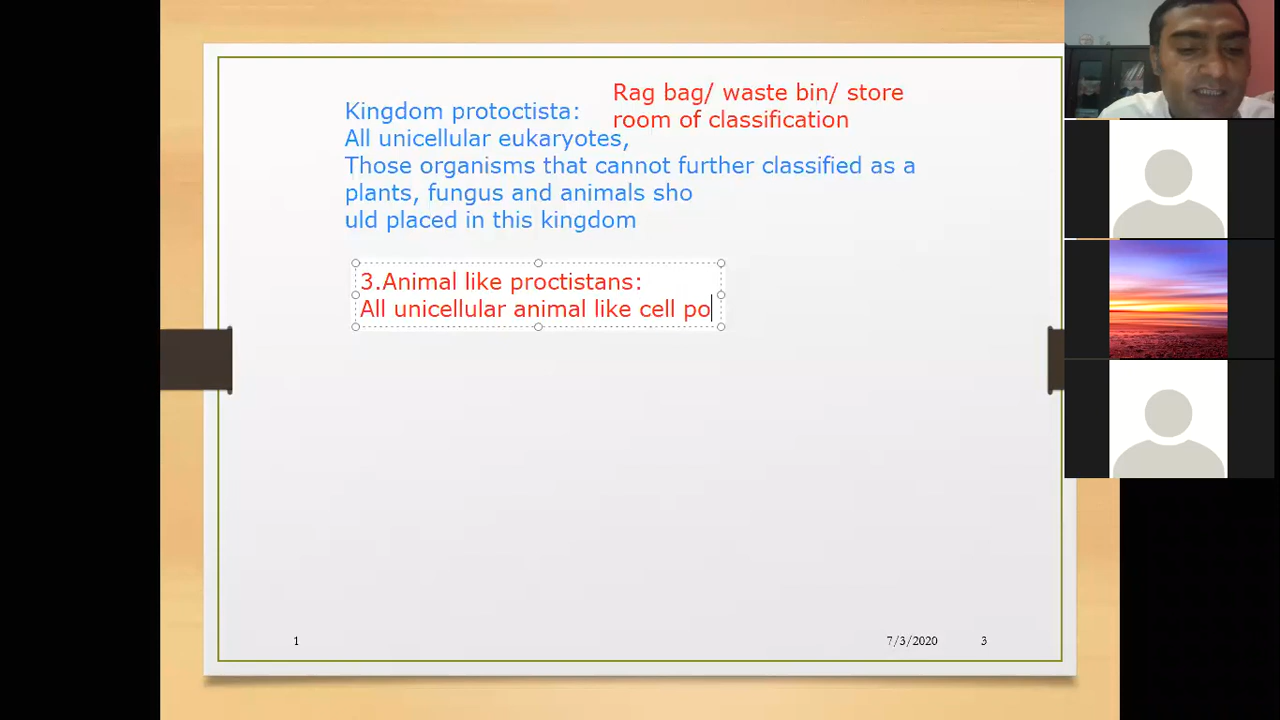 Rag bag/ waste bin/ store
room of classification
Kingdom protoctista:
All unicellular eukaryotes,
Those organisms that cannot further classified as a
plants, fungus and animals sho
uld placed in this kingdom
3.Animal like proctistans:
All unicellular animal like cell po
1
7/3/2020
3